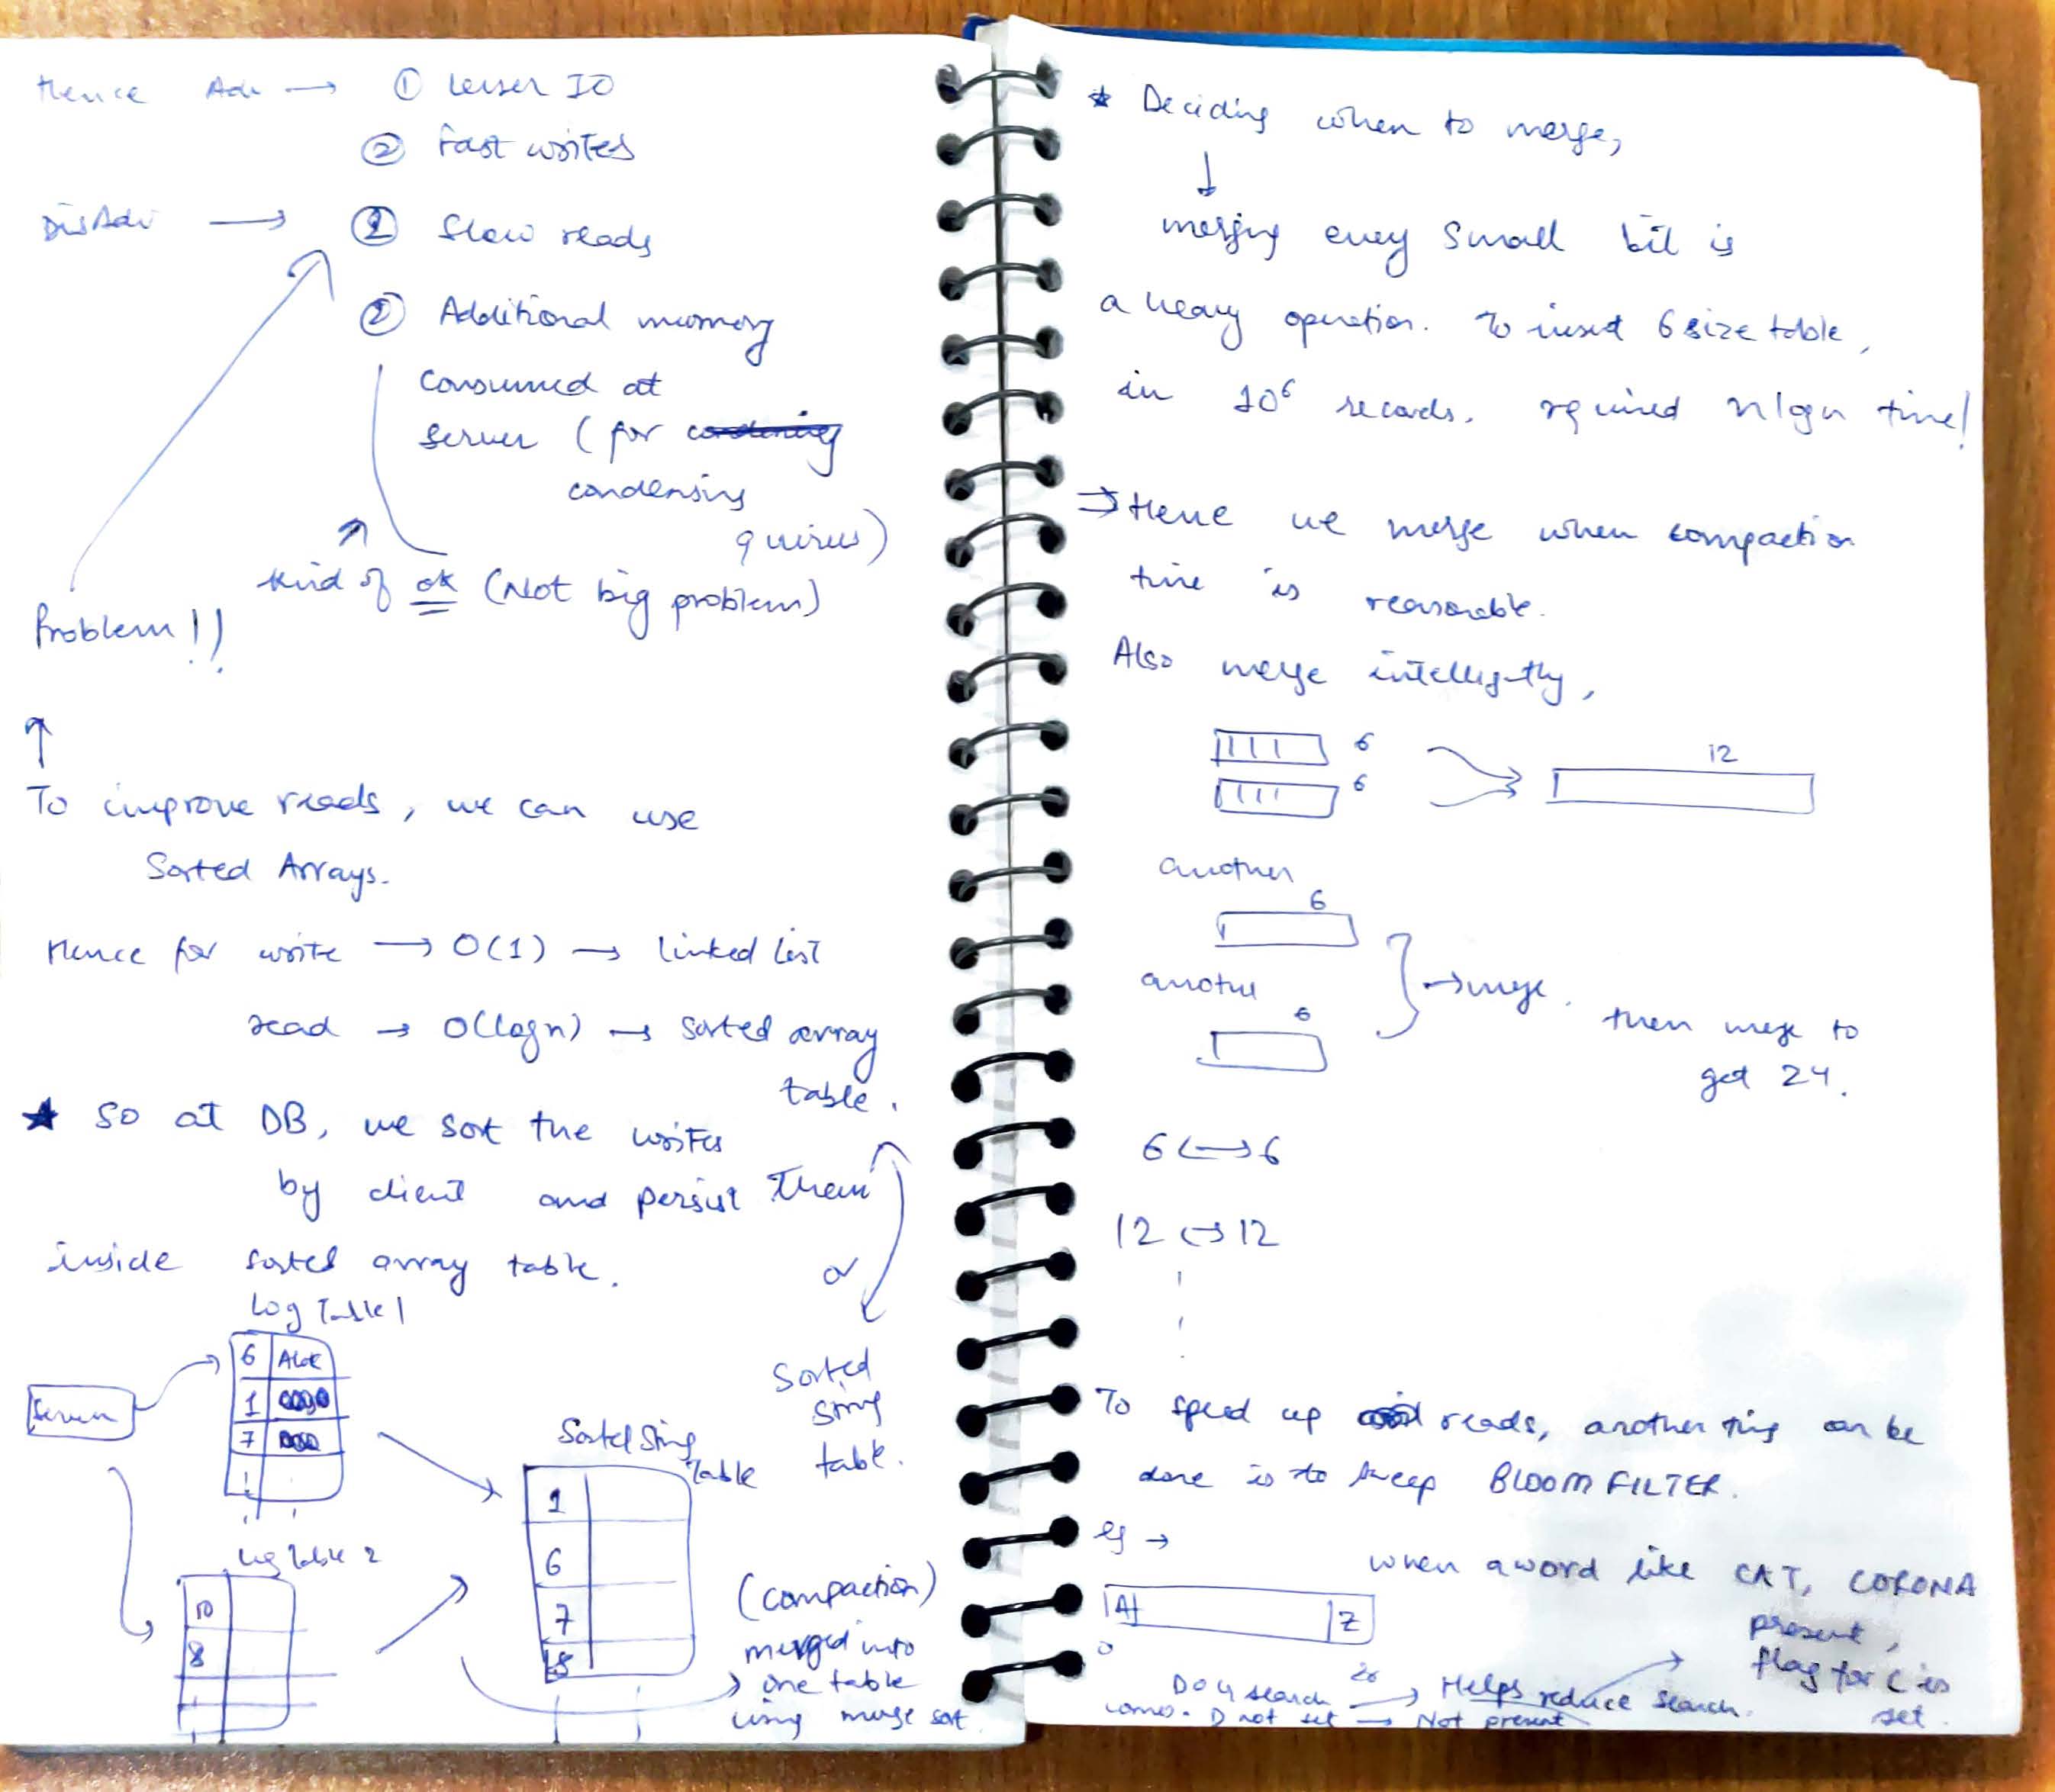 Hence Adv → ① lesser IO
② fast writes
DisAdv → ① Slow reads
② Additional memory
consumed at
server (for
condensing
quiries)
kind of ok (Not big problem)
Problem!!
↑
To improve reads, we can use
Sorted Arrays.
Hence for write → O(1) → linked list
read → O(logn) → sorted array
table.
★ So at DB, we sort the writes
by client and persist them
inside sorted array table.
or
Sorted
string
table.
Log Table 1
6 Alok
1
7
Server
Log Table 2
10
8
Sorted String
Table
1
6
7
8
(compaction)
merged into
one table
using merge sort.
★ Deciding when to merge,
↓
merging every small bit is
a heavy operation. To insert 6 size table,
in 10⁶ records, required nlgn time!
⇒ Hence we merge when compaction
time is reasonable.
Also merge intelligently,
6
6
12
another
6
another
6
→ merge. then merge to
get 24.
6 ↔ 6
12 ↔ 12
To speed up reads, another thing can be
done is to keep BLOOM FILTER.
eg →
when a word like CAT, CORONA
present,
flag for C is
set.
A Z
0 26
DOG search → Helps reduce search.
comes. D not set → Not present